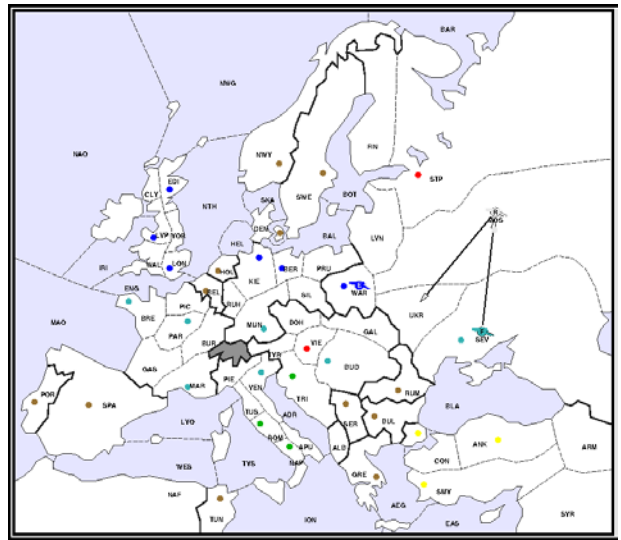 BAR
NWG
NAO
FIN
NWY
STP
EDI
CLY
SWE
BOT
NTH
SKA
MOS
DEN
LVP
YOR
LYN
BAL
HEL
IRI
WAL
LON
HOL
KIE
BER
PRU
ENG
BEL
RUH
SIL
WAR
UKR
PIC
BRE
MUN
BOH
GAL
SEV
MAO
PAR
VIE
BUR
TYR
BUD
GAS
PIE
VEN
MAR
TRI
RUM
POR
SPA
BLA
LYO
TUS
ADR
SER
BUL
ROM
ANK
ARM
APU
ALB
CON
NAP
WES
TYS
GRE
SMY
NAF
TUN
ION
AEG
EAS
SYR